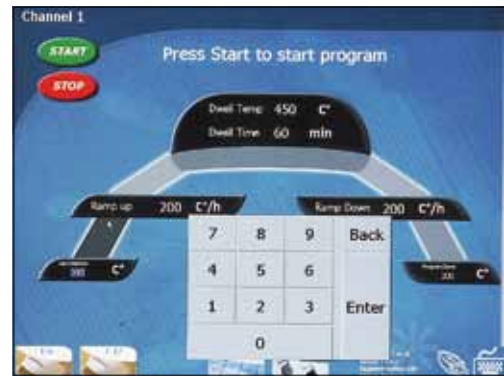 Channel 1
START
Press Start to start program
STOP
Dwell Temp 450 C°
Dwell Time 60 min
Ramp up 200 C°/h
Ramp Down 200 C°/h
7 8 9 Back
4 5 6
C°
C°
1 2 3 Enter
0